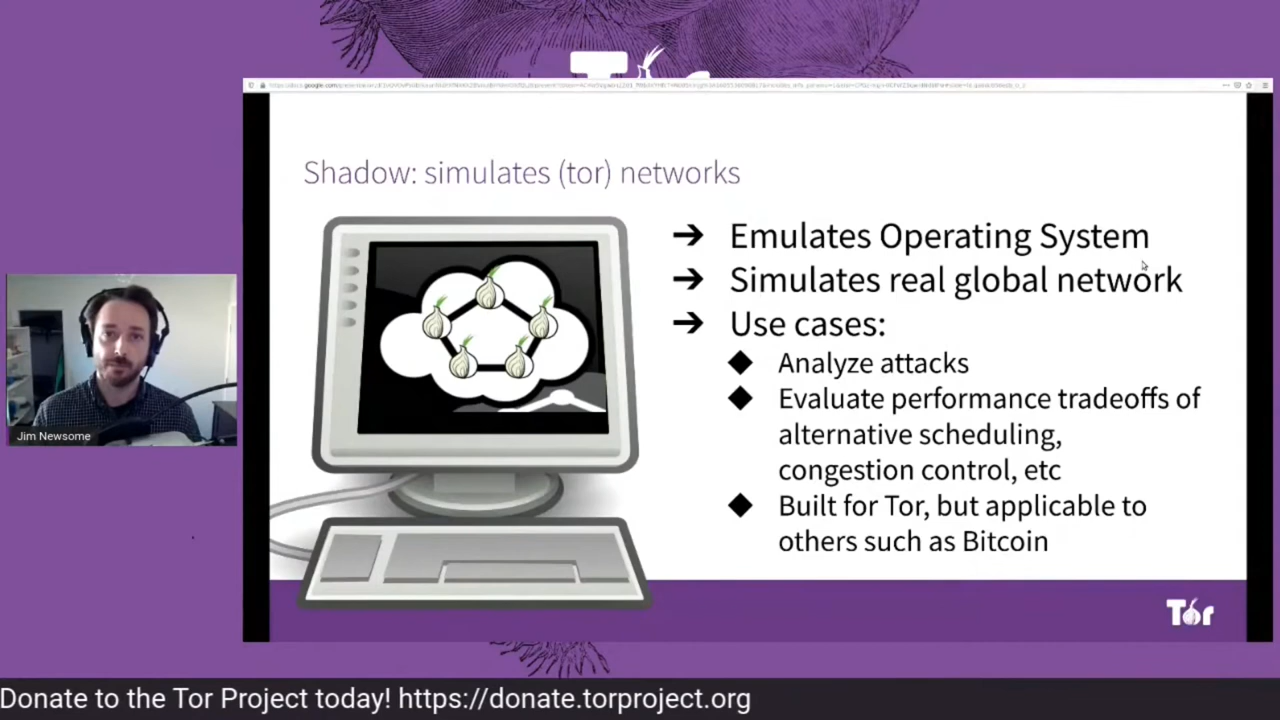 Shadow: simulates (tor) networks
➔ Emulates Operating System
➔ Simulates real global network
➔ Use cases:
◆ Analyze attacks
◆ Evaluate performance tradeoffs of
alternative scheduling,
congestion control, etc
◆ Built for Tor, but applicable to
others such as Bitcoin
Jim Newsome
Tor
Donate to the Tor Project today! https://donate.torproject.org